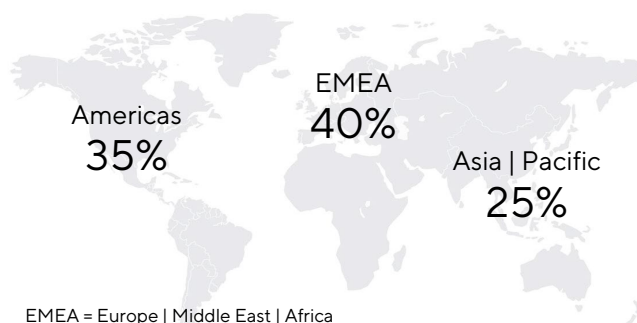 EMEA
40%
Americas
35%
Asia | Pacific
25%
EMEA = Europe | Middle East | Africa